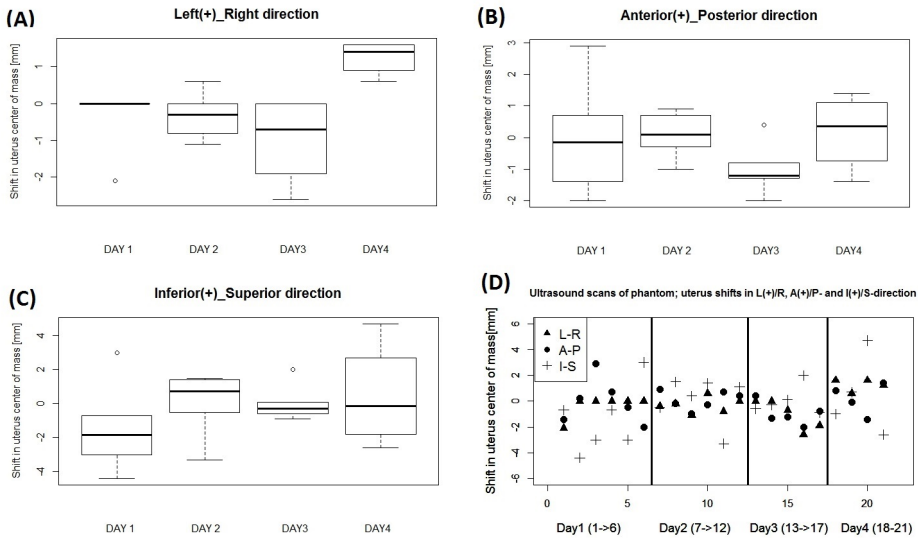 (A)
Left(+)_Right direction
Shift in uterus center of mass [mm]
1
0
-1
-2
DAY 1
DAY 2
DAY3
DAY4
(B)
Anterior(+)_Posterior direction
Shift in uterus center of mass [mm]
3
2
1
0
-1
-2
DAY 1
DAY 2
DAY3
DAY4
(C)
Inferior(+)_Superior direction
Shift in uterus center of mass [mm]
4
2
0
-2
-4
DAY 1
DAY 2
DAY3
DAY4
(D)
Ultrasound scans of phantom; uterus shifts in L(+)/R, A(+)/P- and I(+)/S-direction
Shift in uterus center of mass[mm]
6
4
2
0
-2
-4
-6
L-R
A-P
I-S
0 5 10 15 20
Day1 (1->6) Day2 (7->12) Day3 (13->17) Day4 (18-21)